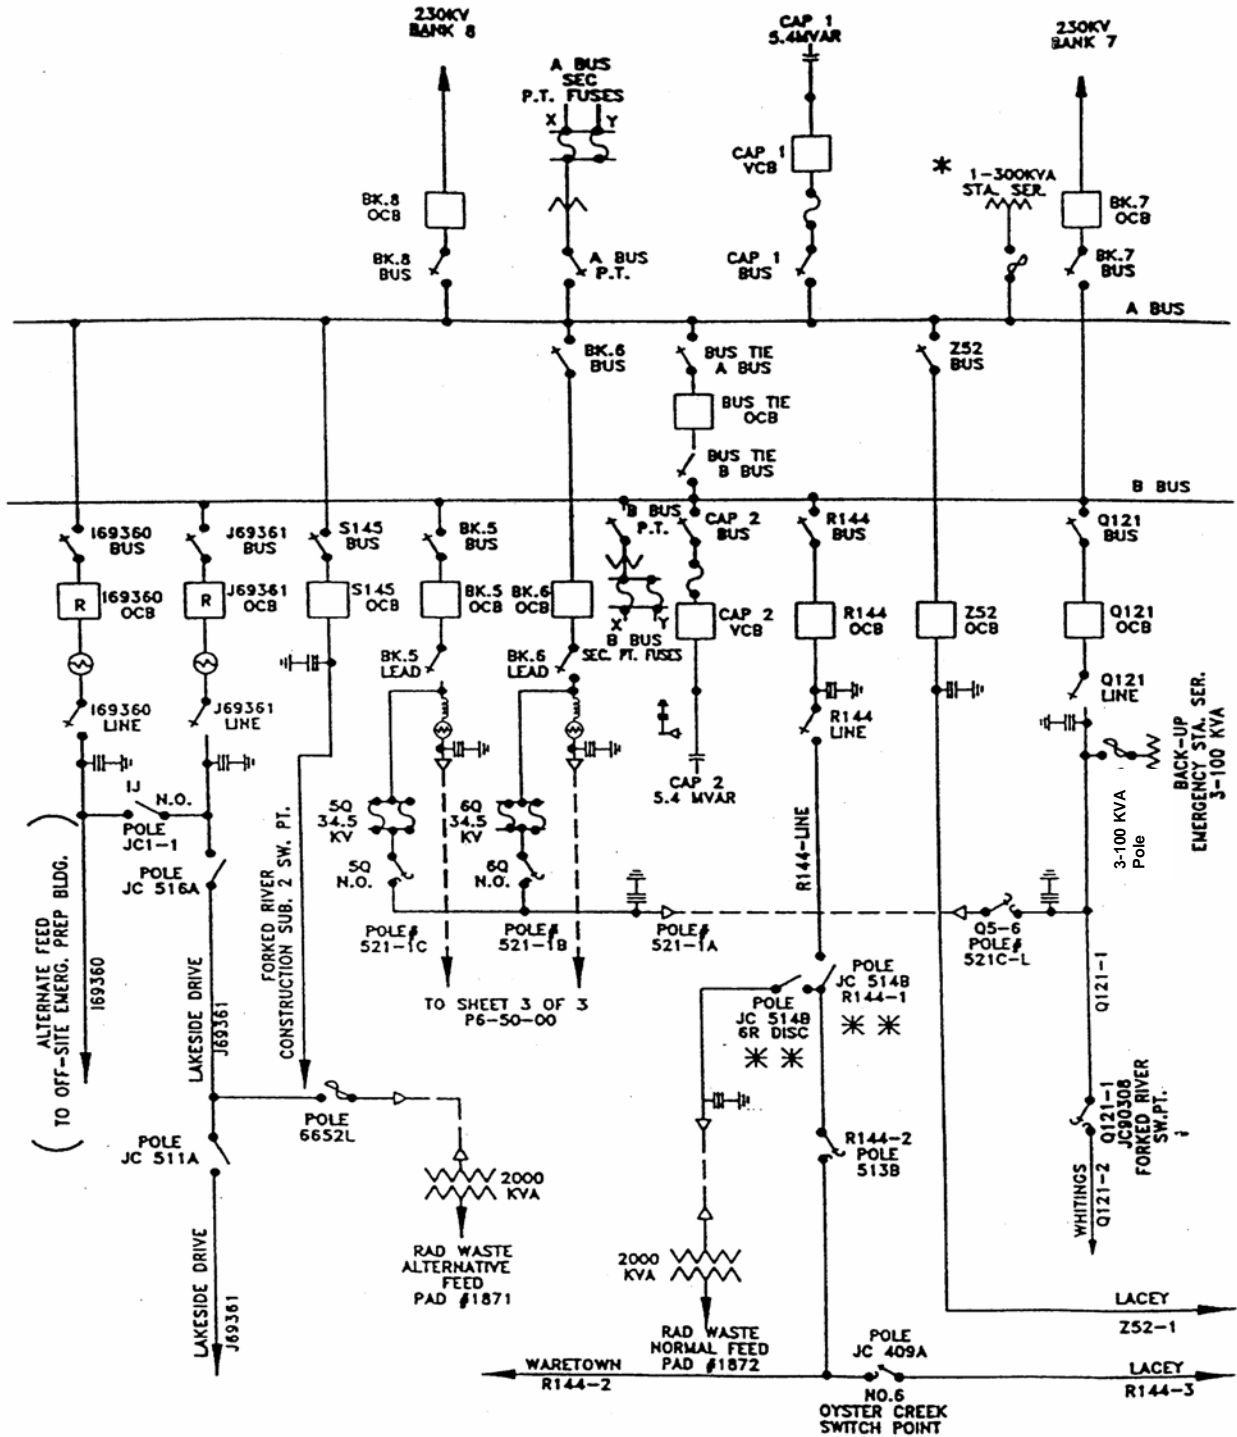 230KV
BANK 8
A BUS
SEC
P.T. FUSES
X Y
CAP 1
5.4MVAR
230KV
BANK 7
CAP 1
VCB
*
1-300KVA
STA. SER.
BK.8
OCB
BK.7
OCB
BK.8
BUS
A BUS
P.T.
CAP 1
BUS
BK.7
BUS
A BUS
BK.6
BUS
BUS TIE
A BUS
Z52
BUS
BUS TIE
OCB
BUS TIE
B BUS
B BUS
I69360
BUS
J69361
BUS
S145
BUS
BK.5
BUS
B BUS
P.T.
CAP 2
BUS
R144
BUS
Q121
BUS
R
I69360
OCB
R
J69361
OCB
S145
OCB
BK.5
OCB
BK.6
OCB
X Y
B BUS
SEC. PT. FUSES
CAP 2
VCB
R144
OCB
Z52
OCB
Q121
OCB
BK.5
LEAD
BK.6
LEAD
I69360
LINE
J69361
LINE
R144
LINE
Q121
LINE
BACK-UP
EMERGENCY STA. SER.
3-100 KVA
3-100 KVA
Pole
CAP 2
5.4 MVAR
IJ
N.O.
POLE
JC1-1
5Q
34.5
KV
6Q
34.5
KV
5Q
N.O.
6Q
N.O.
R144-LINE
POLE
JC 516A
POLE#
521-1C
POLE#
521-1B
POLE#
521-1A
Q5-6
POLE#
521C-L
ALTERNATE FEED
TO OFF-SITE EMERG. PREP BLDG.
I69360
LAKESIDE DRIVE
J69361
FORKED RIVER
CONSTRUCTION SUB. 2 SW. PT.
TO SHEET 3 OF 3
P6-50-00
POLE
JC 514B
R144-1
* *
POLE
JC 514B
6R DISC
* *
Q121-1
POLE
6652L
POLE
JC 511A
R144-2
POLE
513B
Q121-1
JC90308
FORKED RIVER
SW.PT.
2000
KVA
RAD WASTE
ALTERNATIVE
FEED
PAD #1871
WHITINGS
Q121-2
2000
KVA
LAKESIDE DRIVE
J69361
RAD WASTE
NORMAL FEED
PAD #1872
LACEY
Z52-1
POLE
JC 409A
WARETOWN
R144-2
LACEY
R144-3
NO.6
OYSTER CREEK
SWITCH POINT